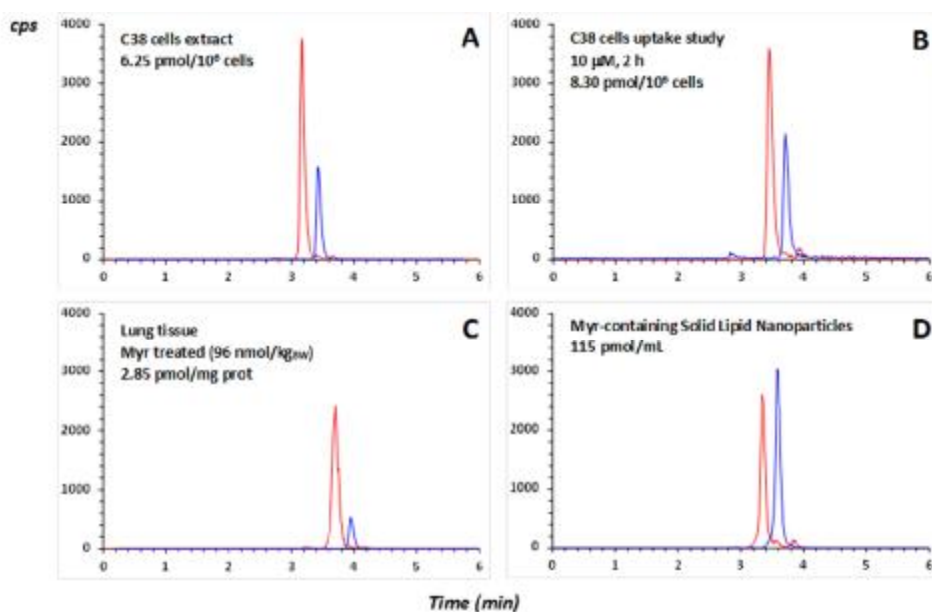 cps
4000
3000
2000
1000
0
0 1 2 3 4 5 6
C38 cells extract
6.25 pmol/10⁶ cells
A
4000
3000
2000
1000
0
0 1 2 3 4 5 6
C38 cells uptake study
10 µM, 2 h
8.30 pmol/10⁶ cells
B
4000
3000
2000
1000
0
0 1 2 3 4 5 6
Lung tissue
Myr treated (96 nmol/kgBW)
2.85 pmol/mg prot
C
4000
3000
2000
1000
0
0 1 2 3 4 5 6
Myr-containing Solid Lipid Nanoparticles
115 pmol/mL
D
Time (min)